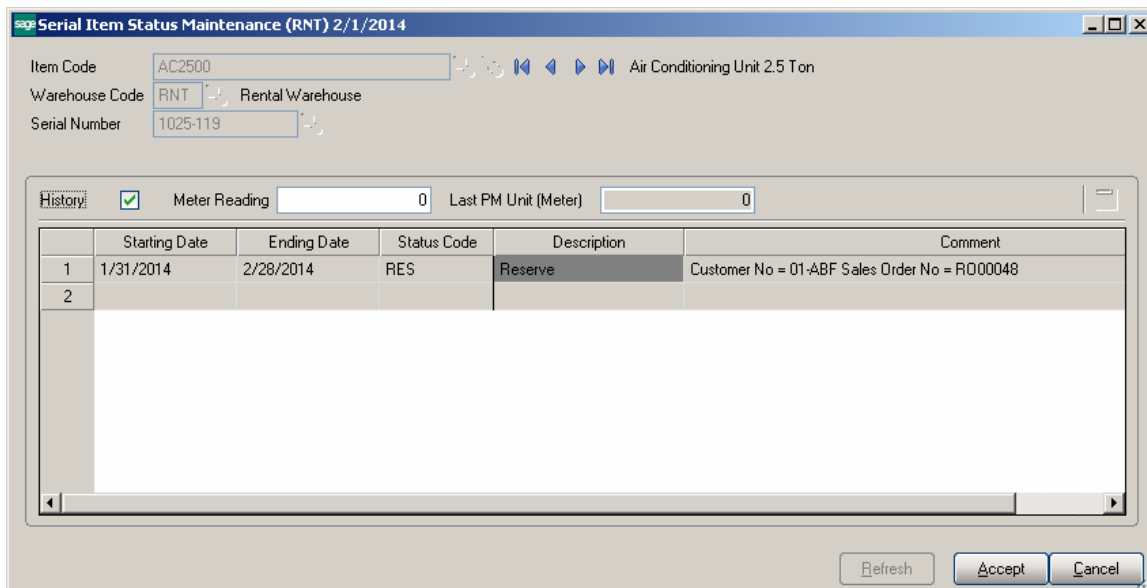 sage Serial Item Status Maintenance (RNT) 2/1/2014
Item Code AC2500 Air Conditioning Unit 2.5 Ton
Warehouse Code RNT Rental Warehouse
Serial Number 1025-119
History Meter Reading 0 Last PM Unit (Meter) 0
Starting Date Ending Date Status Code Description Comment
1 1/31/2014 2/28/2014 RES Reserve Customer No = 01-ABF Sales Order No = RO00048
2
Refresh Accept Cancel